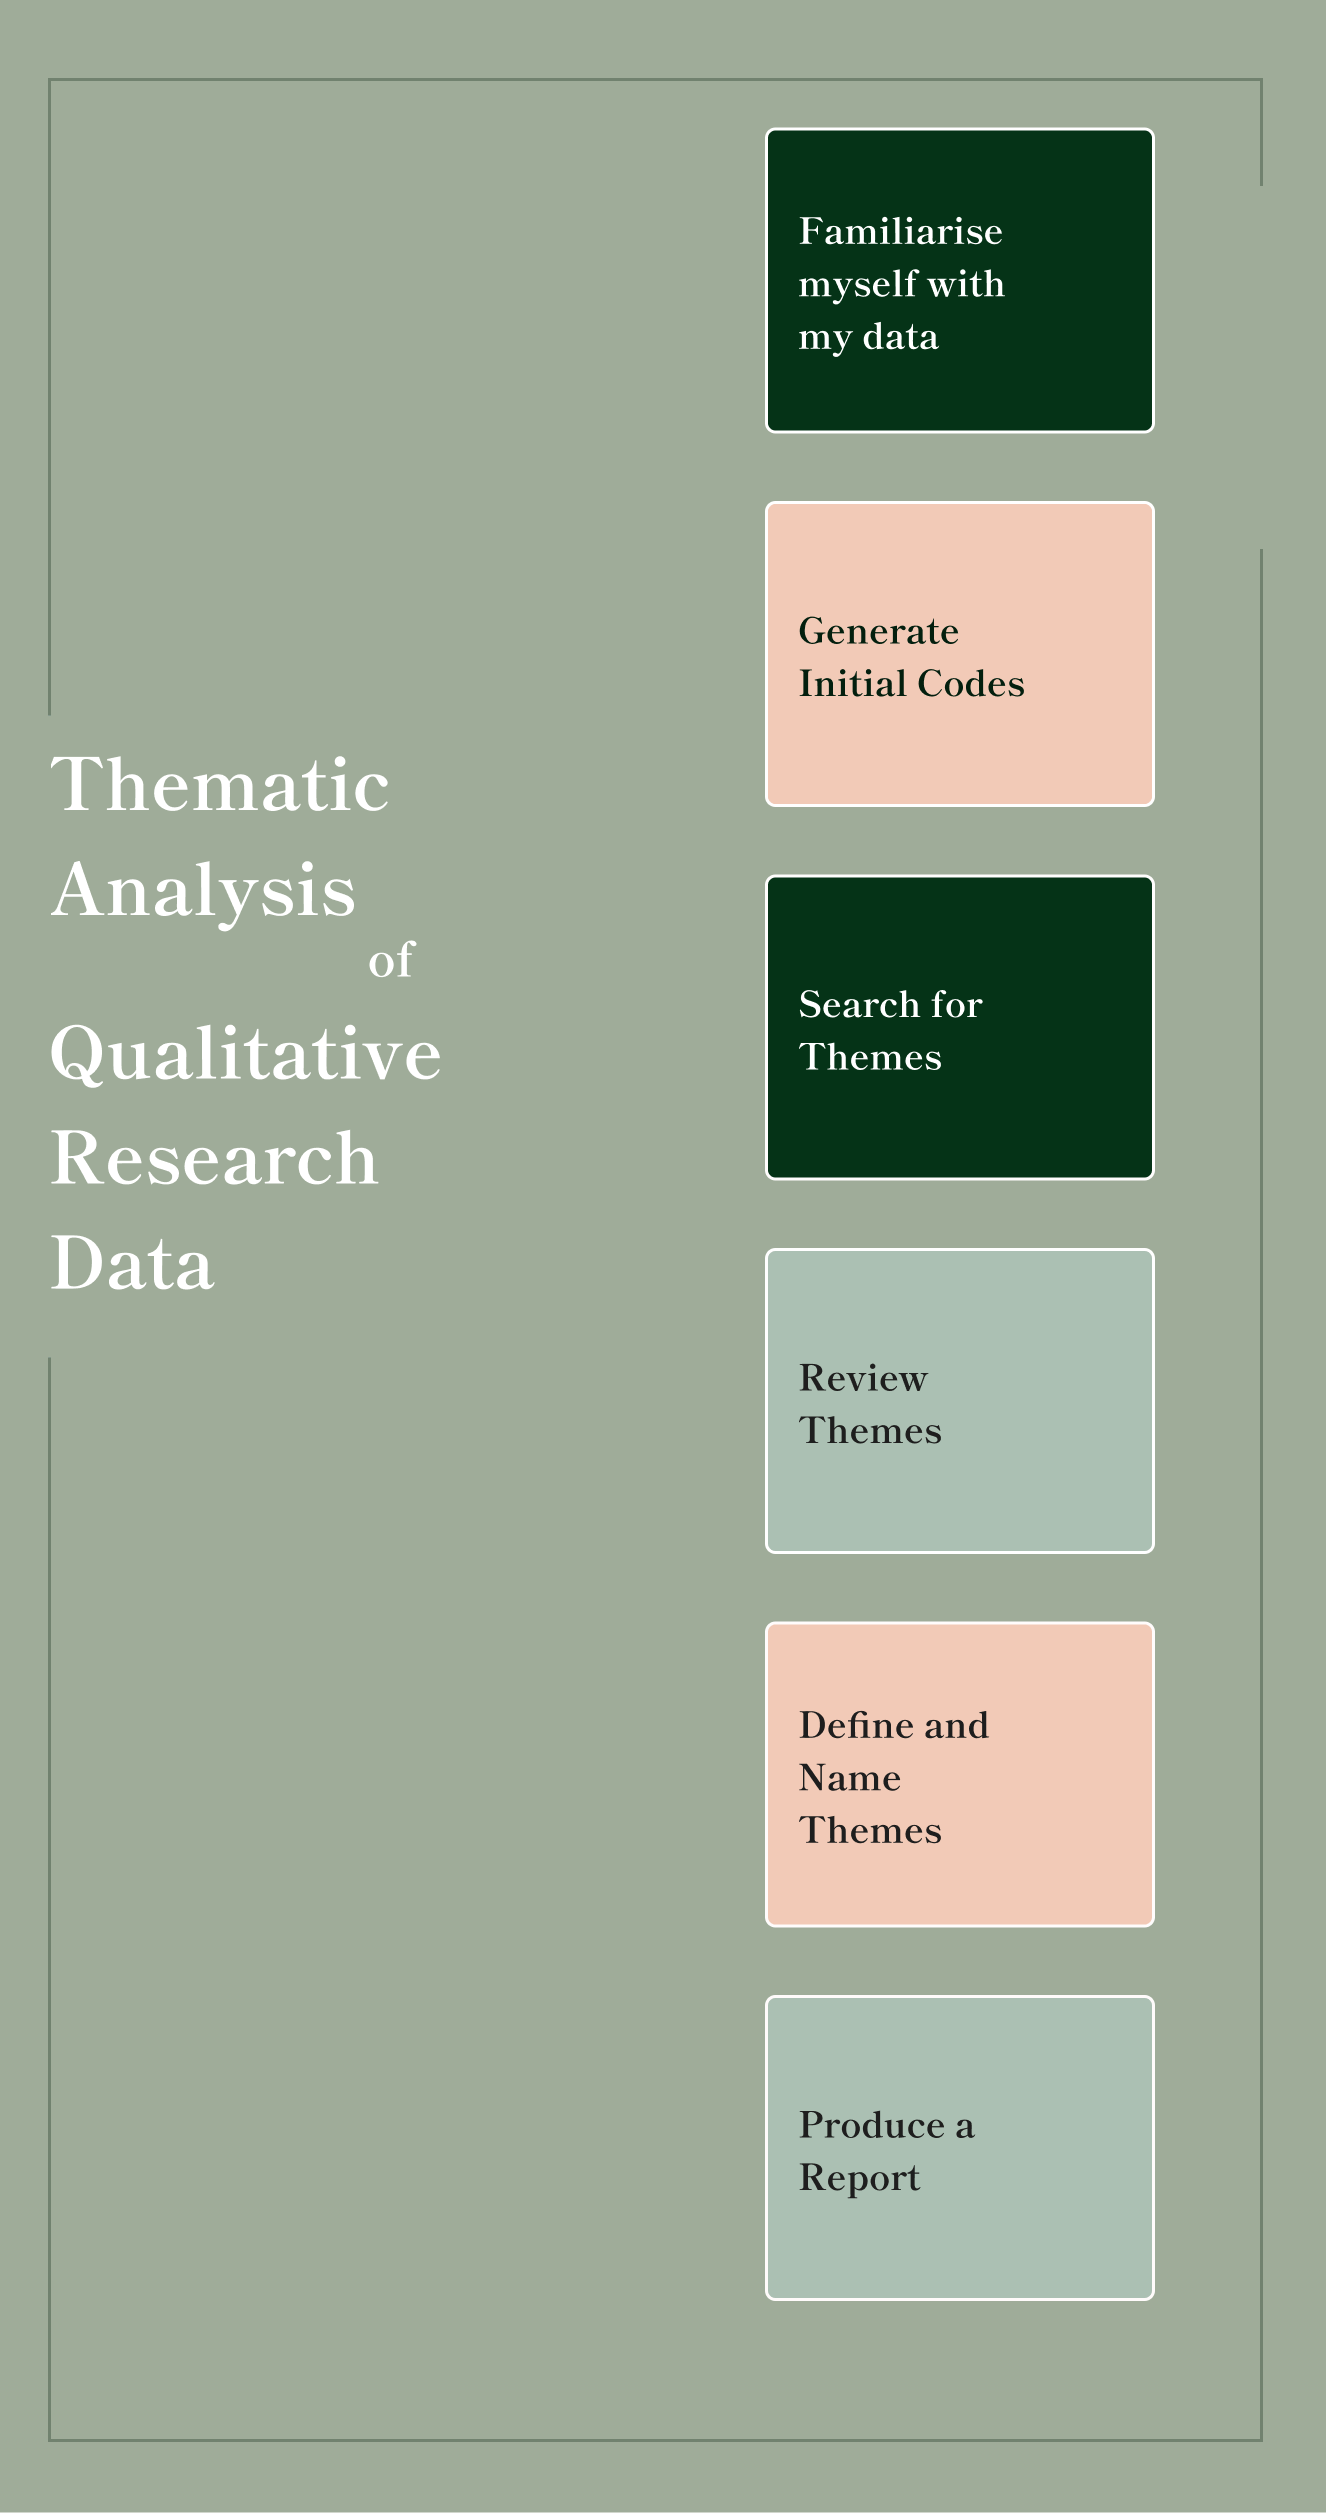 Thematic
Analysis
of
Qualitative
Research
Data
Familiarise
myself with
my data
Generate
Initial Codes
Search for
Themes
Review
Themes
Define and
Name
Themes
Produce a
Report